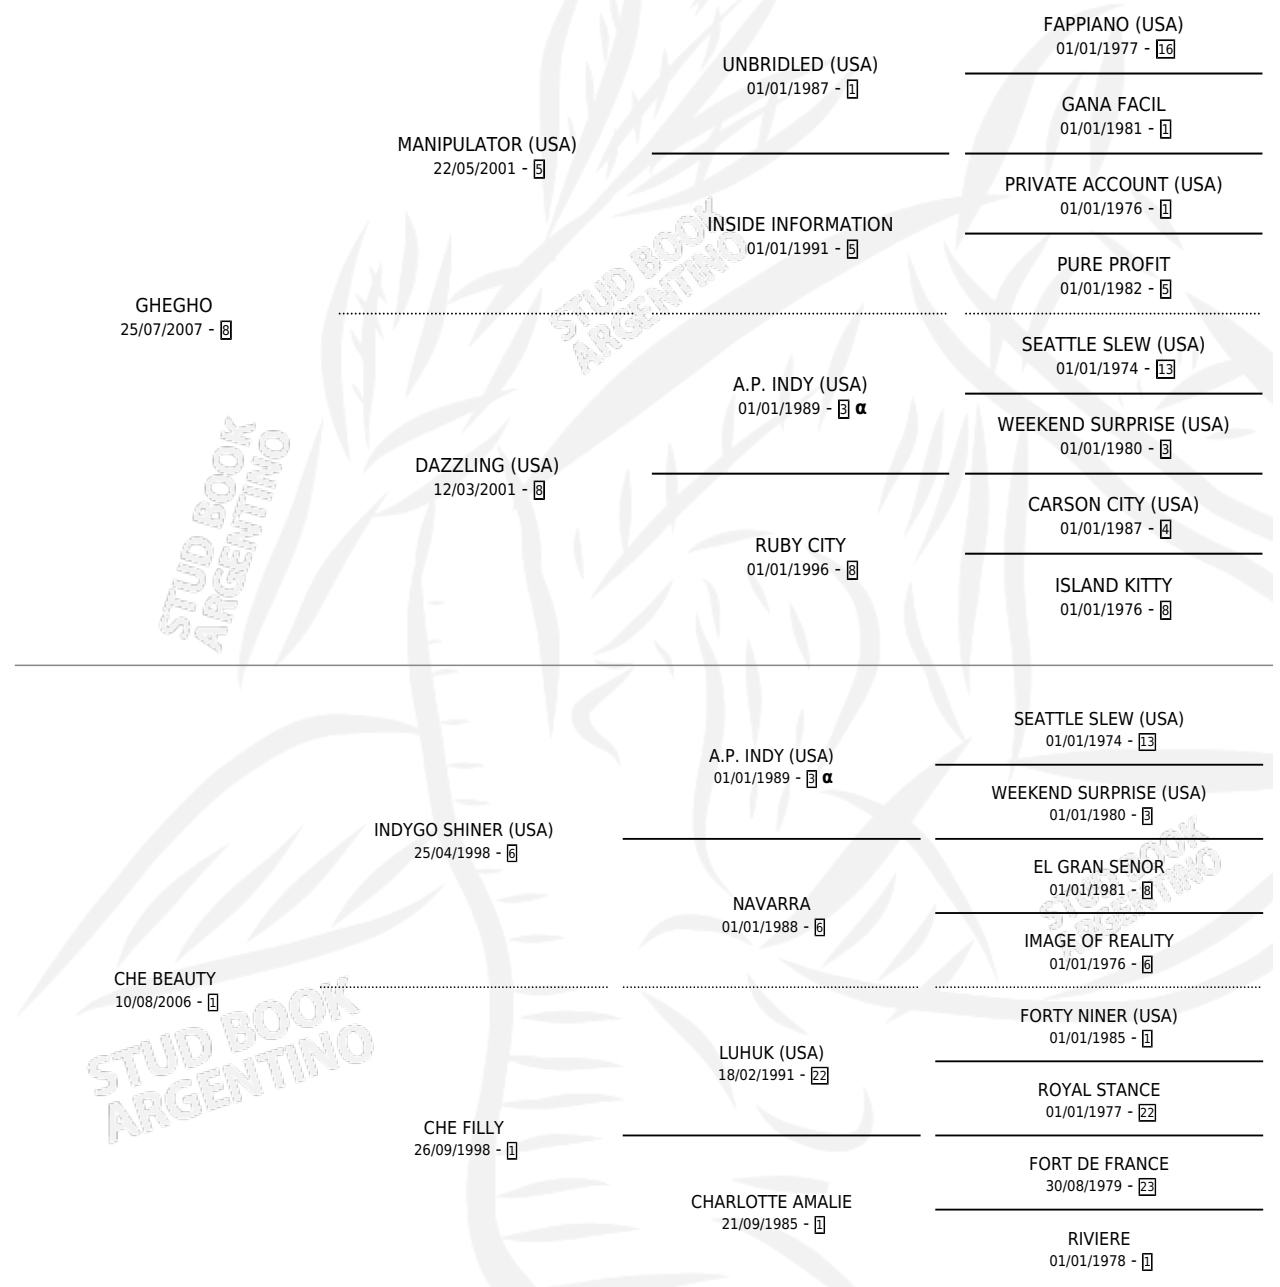 FAPPIANO (USA)
01/01/1977 - 16
UNBRIDLED (USA)
01/01/1987 - 1
GANA FACIL
01/01/1981 - 1
MANIPULATOR (USA)
22/05/2001 - 5
PRIVATE ACCOUNT (USA)
01/01/1976 - 1
INSIDE INFORMATION
01/01/1991 - 5
PURE PROFIT
01/01/1982 - 5
GHEGHO
25/07/2007 - 8
STUD BOOK
ARGENTINO
SEATTLE SLEW (USA)
01/01/1974 - 13
A.P. INDY (USA)
01/01/1989 - 3 α
WEEKEND SURPRISE (USA)
01/01/1980 - 3
DAZZLING (USA)
12/03/2001 - 8
CARSON CITY (USA)
01/01/1987 - 4
RUBY CITY
01/01/1996 - 8
ISLAND KITTY
01/01/1976 - 8
STUD BOOK
ARGENTINO
SEATTLE SLEW (USA)
01/01/1974 - 13
A.P. INDY (USA)
01/01/1989 - 3 α
WEEKEND SURPRISE (USA)
01/01/1980 - 3
INDYGO SHINER (USA)
25/04/1998 - 6
EL GRAN SENOR
01/01/1981 - 8
NAVARRA
01/01/1988 - 6
IMAGE OF REALITY
01/01/1976 - 6
STUD BOOK
ARGENTINO
CHE BEAUTY
10/08/2006 - 1
STUD BOOK
ARGENTINO
FORTY NINER (USA)
01/01/1985 - 1
LUHUK (USA)
18/02/1991 - 22
ROYAL STANCE
01/01/1977 - 22
CHE FILLY
26/09/1998 - 1
FORT DE FRANCE
30/08/1979 - 23
CHARLOTTE AMALIE
21/09/1985 - 1
RIVIERE
01/01/1978 - 1